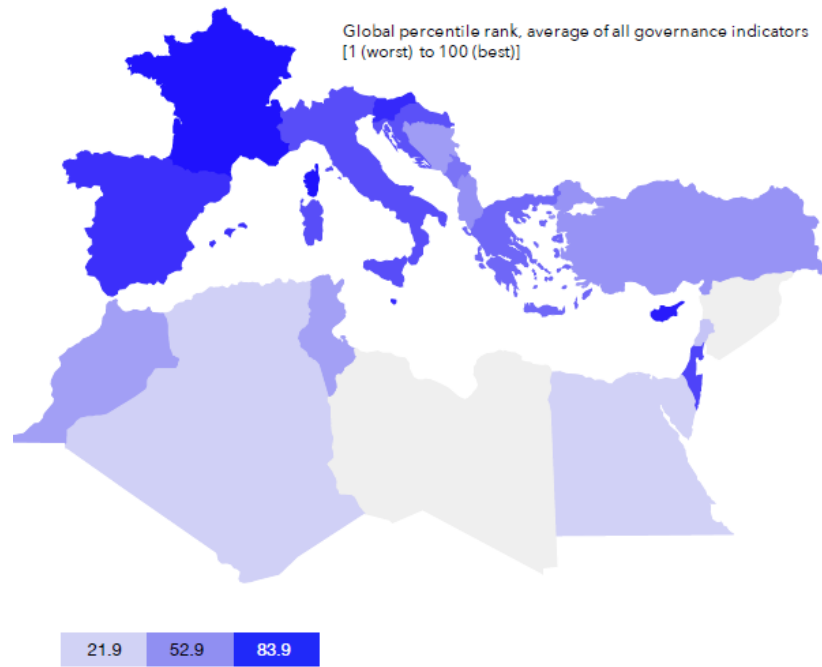 Global percentile rank, average of all governance indicators
[1 (worst) to 100 (best)]
21.9 52.9 83.9